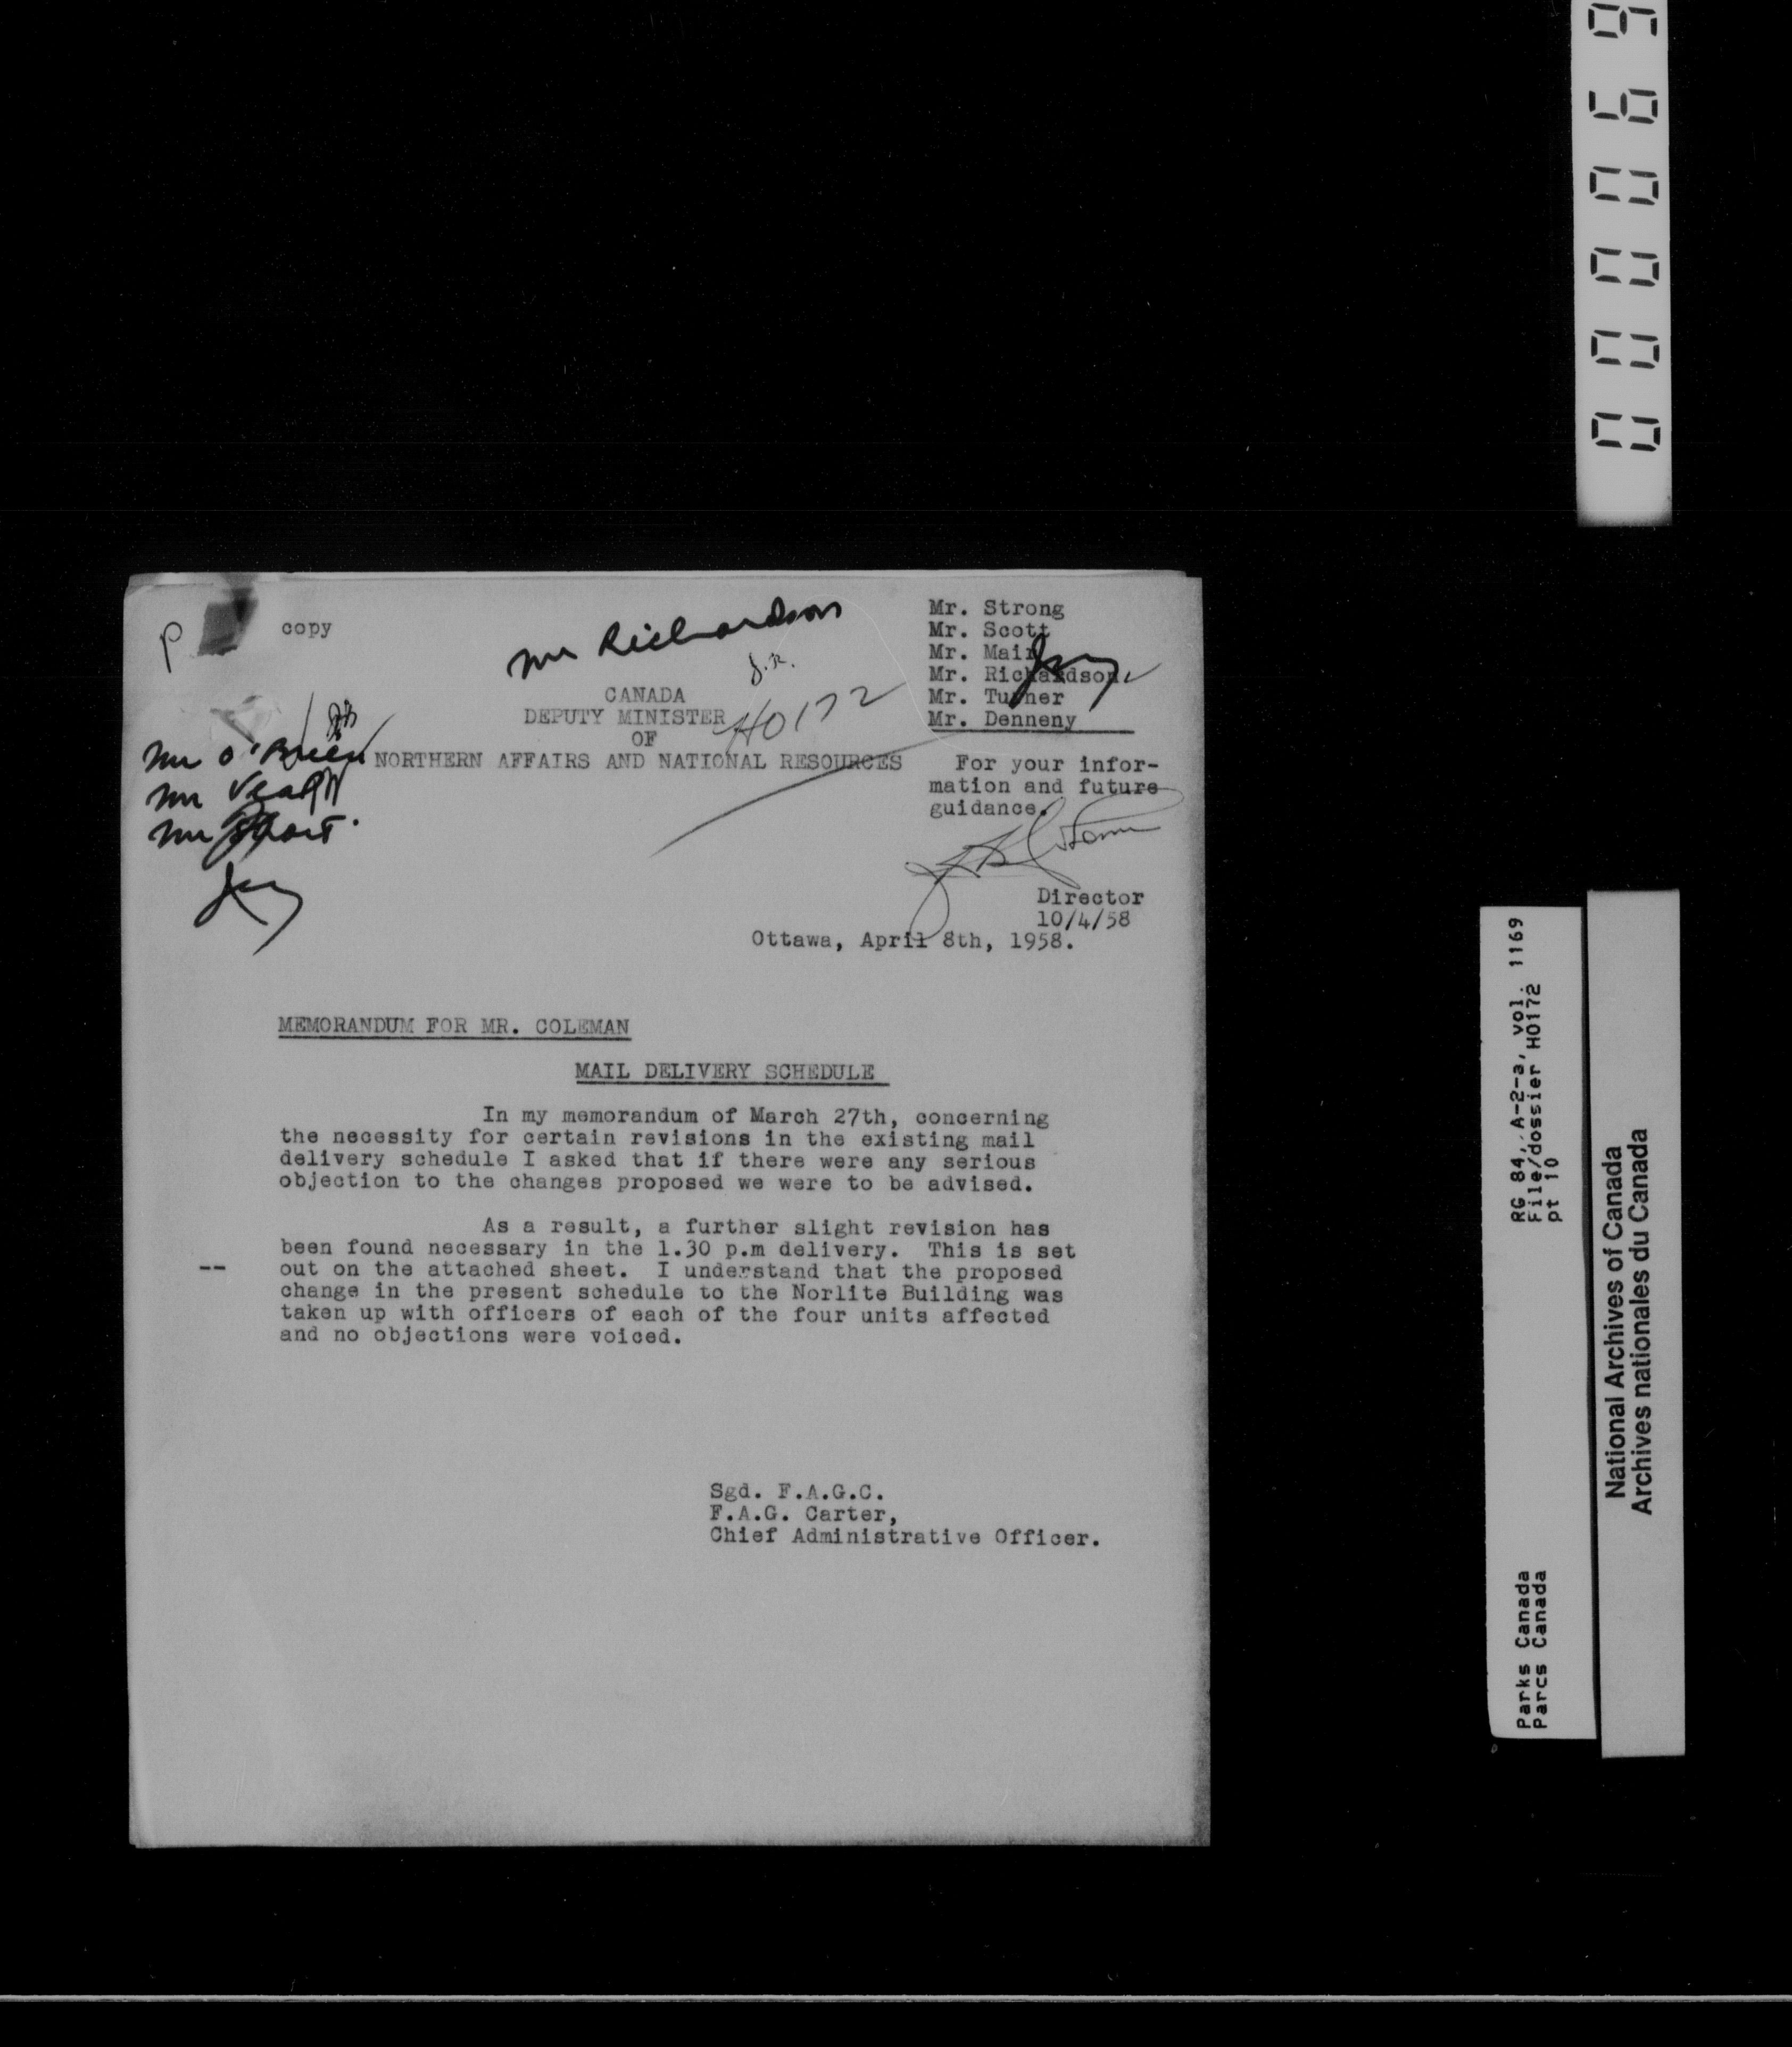 P
copy
Mr Richardson
J.R.
H0172
Mr. Strong
Mr. Scott
Mr. Mair
Mr. Richardson
Mr. Turner
Mr. Denneny
CANADA
DEPUTY MINISTER
OF
NORTHERN AFFAIRS AND NATIONAL RESOURCES
Mr O'Brien
Mr
Mr
For your infor-
mation and future
guidance.
Director
10/4/58
Ottawa, April 8th, 1958.
MEMORANDUM FOR MR. COLEMAN
MAIL DELIVERY SCHEDULE
In my memorandum of March 27th, concerning
the necessity for certain revisions in the existing mail
delivery schedule I asked that if there were any serious
objection to the changes proposed we were to be advised.
As a result, a further slight revision has
been found necessary in the 1.30 p.m delivery. This is set
-- out on the attached sheet. I understand that the proposed
change in the present schedule to the Norlite Building was
taken up with officers of each of the four units affected
and no objections were voiced.
Sgd. F.A.G.C.
F.A.G. Carter,
Chief Administrative Officer.
Parks Canada
Parcs Canada
RG 84, A-2-a, vol. 1169
File/dossier H0172
pt 10
National Archives of Canada
Archives nationales du Canada